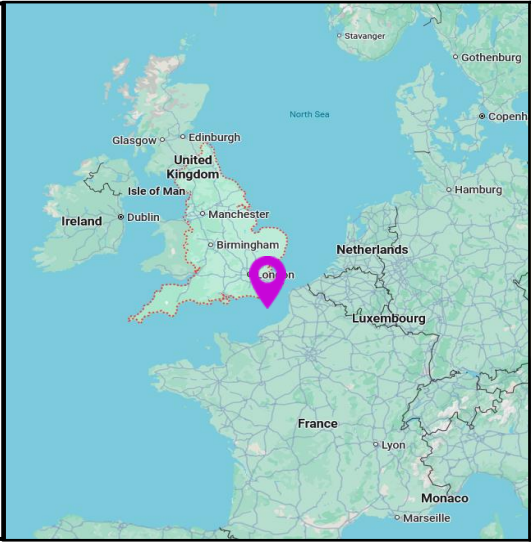 Stavanger
Gothenburg
North Sea
Copenh
Glasgow
Edinburgh
United
Kingdom
Isle of Man
Hamburg
Ireland
Dublin
Manchester
Birmingham
Netherlands
London
Luxembourg
France
Lyon
Monaco
Marseille